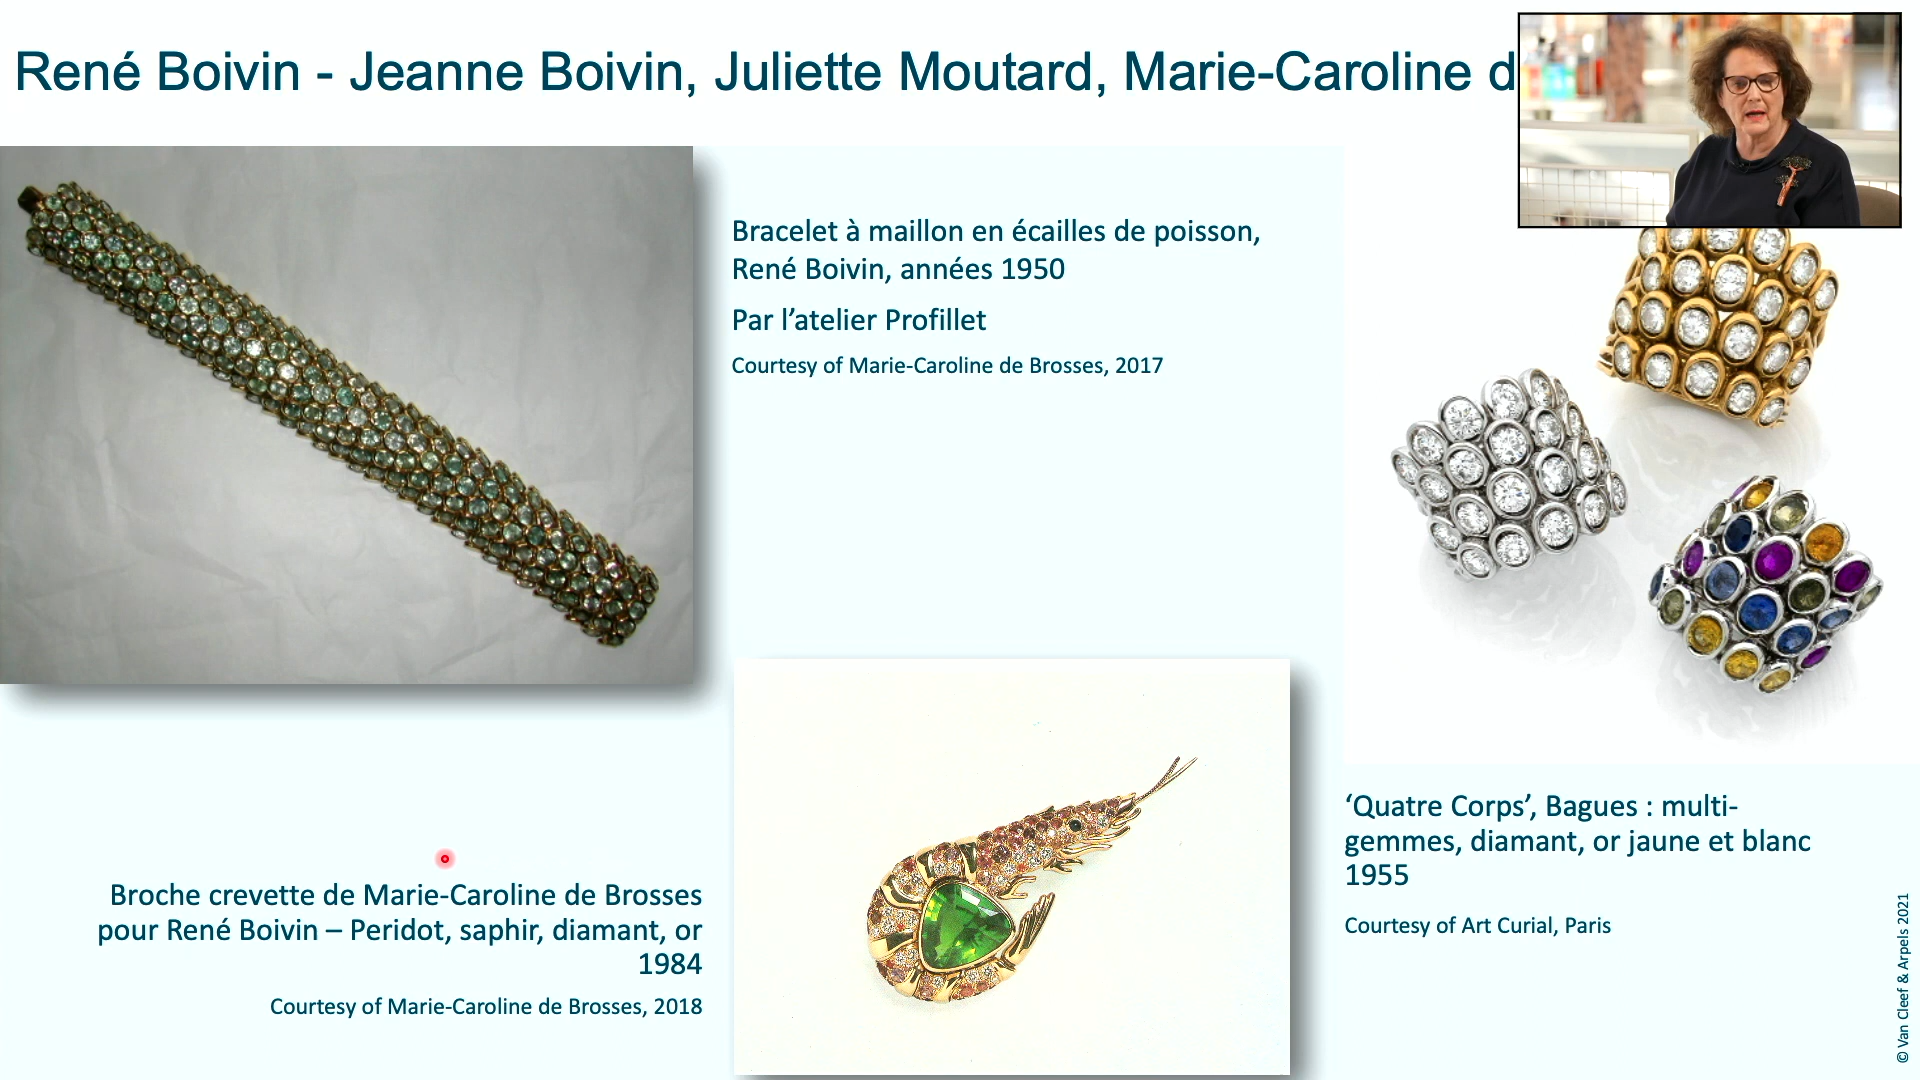 René Boivin - Jeanne Boivin, Juliette Moutard, Marie-Caroline d
Bracelet à maillon en écailles de poisson,
René Boivin, années 1950
Par l’atelier Profillet
Courtesy of Marie-Caroline de Brosses, 2017
Broche crevette de Marie-Caroline de Brosses
pour René Boivin – Peridot, saphir, diamant, or
1984
Courtesy of Marie-Caroline de Brosses, 2018
‘Quatre Corps’, Bagues : multi-
gemmes, diamant, or jaune et blanc
1955
Courtesy of Art Curial, Paris
© Van Cleef & Arpels 2021